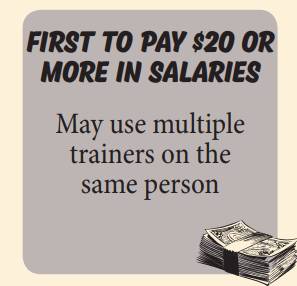 FIRST TO PAY $20 OR
MORE IN SALARIES
May use multiple
trainers on the
same person